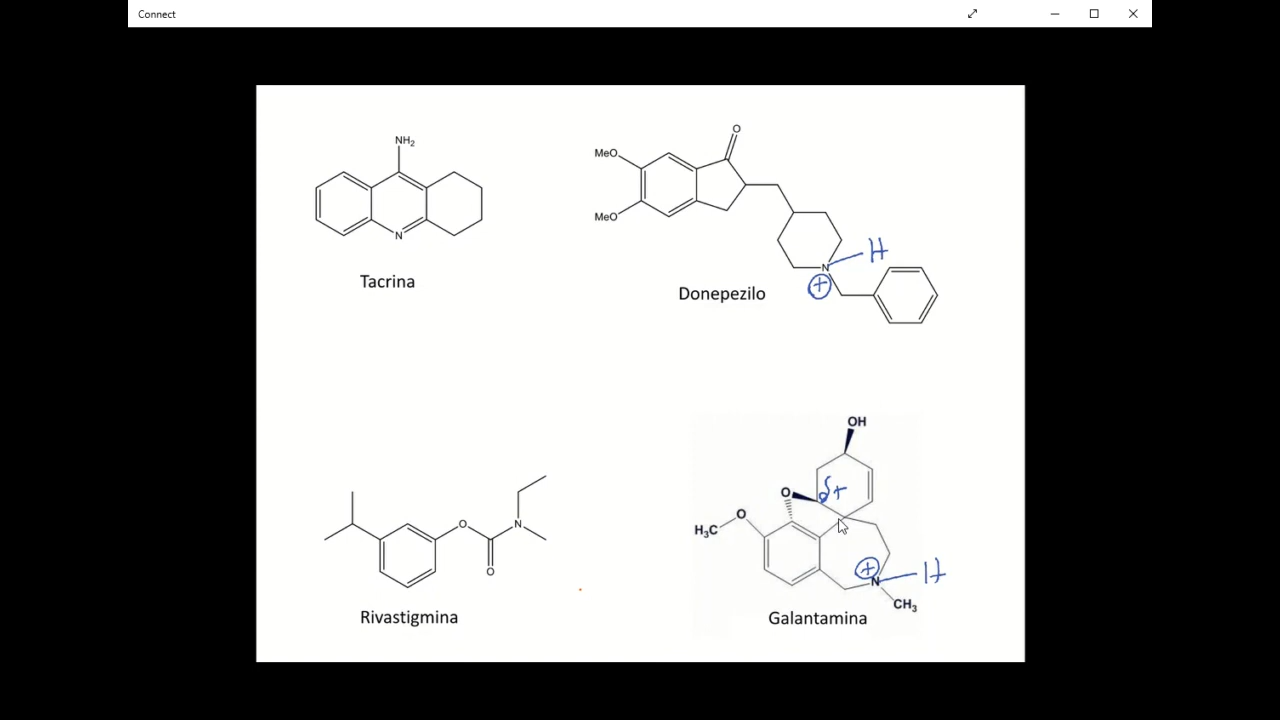 Connect
NH2
N
Tacrina
O
MeO
MeO
N
H
+
Donepezilo
O
N
O
Rivastigmina
OH
O
δ+
O
H3C
+
H
N
CH3
Galantamina